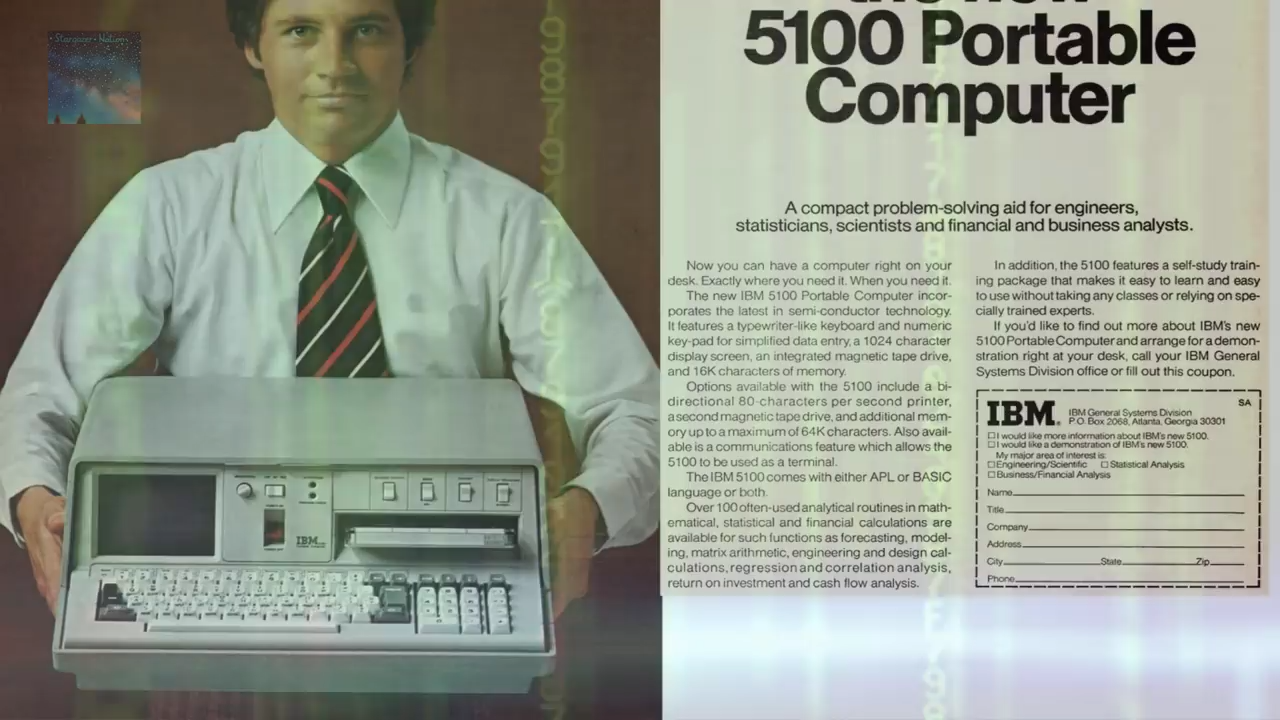 Stargazer • Nation
the new
5100 Portable
Computer
A compact problem-solving aid for engineers,
statisticians, scientists and financial and business analysts.
Now you can have a computer right on your
desk. Exactly where you need it. When you need it.
The new IBM 5100 Portable Computer incor-
porates the latest in semi-conductor technology.
It features a typewriter-like keyboard and numeric
key-pad for simplified data entry, a 1024 character
display screen, an integrated magnetic tape drive,
and 16K characters of memory.
Options available with the 5100 include a bi-
directional 80-characters per second printer,
a second magnetic tape drive, and additional mem-
ory up to a maximum of 64K characters. Also avail-
able is a communications feature which allows the
5100 to be used as a terminal.
The IBM 5100 comes with either APL or BASIC
language or both.
Over 100 often-used analytical routines in math-
ematical, statistical and financial calculations are
available for such functions as forecasting, model-
ing, matrix arithmetic, engineering and design cal-
culations, regression and correlation analysis,
return on investment and cash flow analysis.
In addition, the 5100 features a self-study train-
ing package that makes it easy to learn and easy
to use without taking any classes or relying on spe-
cially trained experts.
If you'd like to find out more about IBM's new
5100 Portable Computer and arrange for a demon-
stration right at your desk, call your IBM General
Systems Division office or fill out this coupon.
SA
IBM® IBM General Systems Division
P.O. Box 2068, Atlanta, Georgia 30301
I would like more information about IBM's new 5100.
I would like a demonstration of IBM's new 5100.
My major area of interest is:
Engineering/Scientific Statistical Analysis
Business/Financial Analysis
Name
Title
Company
Address
City State Zip
Phone
IBM